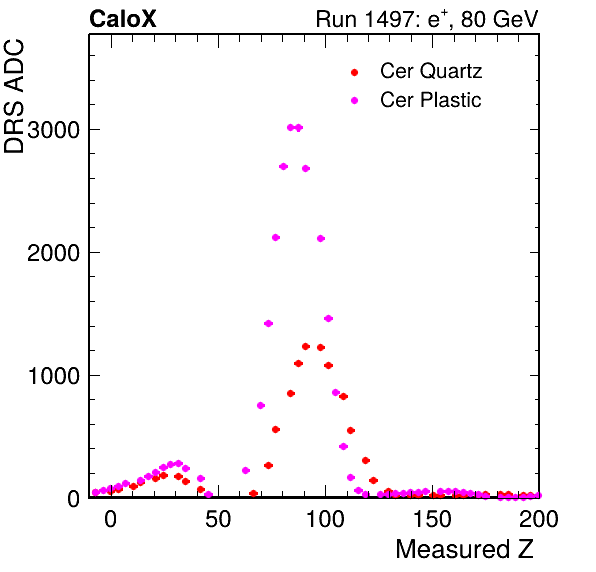 CaloX Run 1497: e⁺, 80 GeV
DRS ADC
Cer Quartz
Cer Plastic
3000
2000
1000
0
0 50 100 150 200
Measured Z